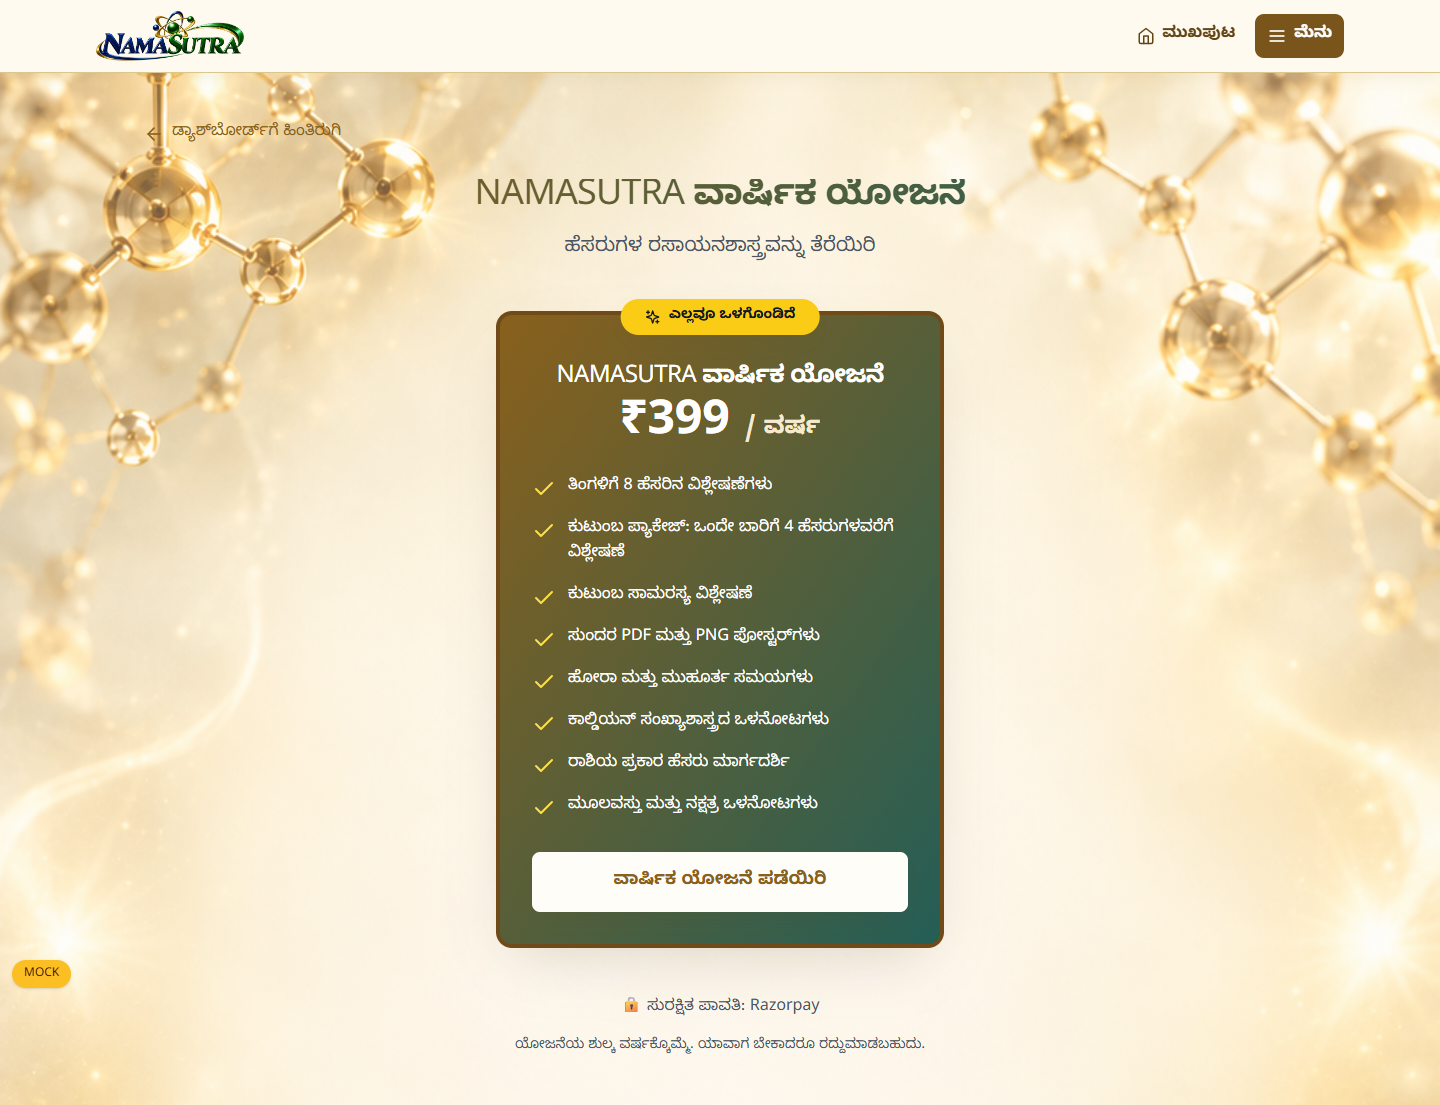 NAMASUTRA
ಮುಖಪುಟ
ಮೆನು
ಡ್ಯಾಶ್‌ಬೋರ್ಡ್‌ಗೆ ಹಿಂತಿರುಗಿ
NAMASUTRA ವಾರ್ಷಿಕ ಯೋಜನೆ
ಹೆಸರುಗಳ ರಸಾಯನಶಾಸ್ತ್ರವನ್ನು ತೆರೆಯಿರಿ
ಎಲ್ಲವೂ ಒಳಗೊಂಡಿದೆ
NAMASUTRA ವಾರ್ಷಿಕ ಯೋಜನೆ
₹399 / ವರ್ಷ
ತಿಂಗಳಿಗೆ 8 ಹೆಸರಿನ ವಿಶ್ಲೇಷಣೆಗಳು
ಕುಟುಂಬ ಪ್ಯಾಕೇಜ್: ಒಂದೇ ಬಾರಿಗೆ 4 ಹೆಸರುಗಳವರೆಗೆ
ವಿಶ್ಲೇಷಣೆ
ಕುಟುಂಬ ಸಾಮರಸ್ಯ ವಿಶ್ಲೇಷಣೆ
ಸುಂದರ PDF ಮತ್ತು PNG ಪೋಸ್ಟರ್‌ಗಳು
ಹೋರಾ ಮತ್ತು ಮುಹೂರ್ತ ಸಮಯಗಳು
ಕಾಲ್ಡಿಯನ್ ಸಂಖ್ಯಾಶಾಸ್ತ್ರದ ಒಳನೋಟಗಳು
ರಾಶಿಯ ಪ್ರಕಾರ ಹೆಸರು ಮಾರ್ಗದರ್ಶಿ
ಮೂಲವಸ್ತು ಮತ್ತು ನಕ್ಷತ್ರ ಒಳನೋಟಗಳು
ವಾರ್ಷಿಕ ಯೋಜನೆ ಪಡೆಯಿರಿ
MOCK
ಸುರಕ್ಷಿತ ಪಾವತಿ: Razorpay
ಯೋಜನೆಯ ಶುಲ್ಕ ವರ್ಷಕ್ಕೊಮ್ಮೆ. ಯಾವಾಗ ಬೇಕಾದರೂ ರದ್ದುಮಾಡಬಹುದು.